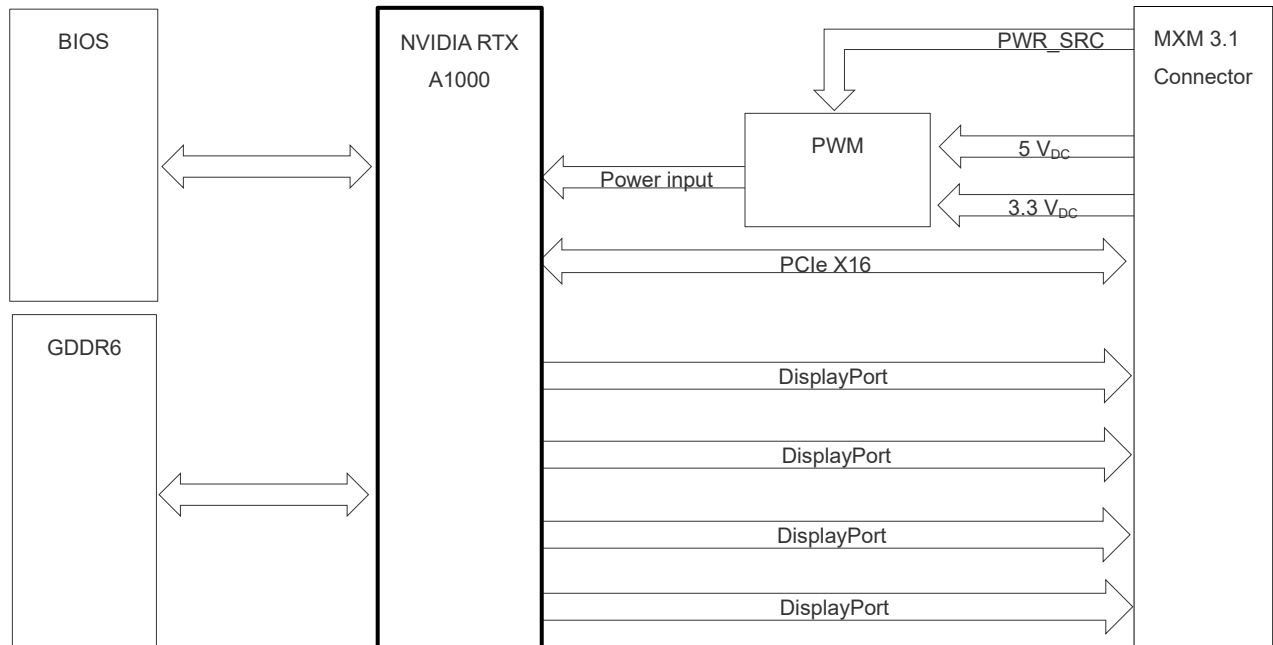 BIOS
NVIDIA RTX
A1000
PWR_SRC
MXM 3.1
Connector
PWM
5 VDC
Power input
3.3 VDC
PCIe X16
GDDR6
DisplayPort
DisplayPort
DisplayPort
DisplayPort